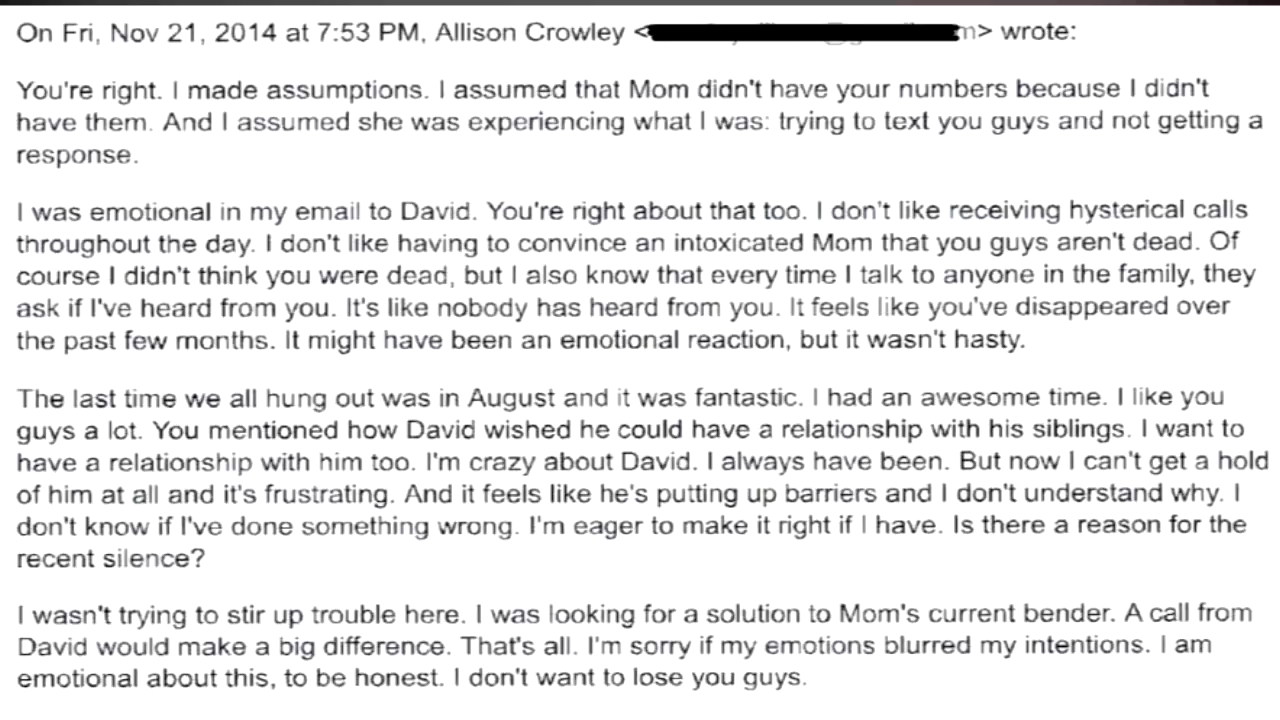 On Fri, Nov 21, 2014 at 7:53 PM, Allison Crowley < m> wrote:
You're right. I made assumptions. I assumed that Mom didn't have your numbers because I didn't
have them. And I assumed she was experiencing what I was: trying to text you guys and not getting a
response.
I was emotional in my email to David. You're right about that too. I don't like receiving hysterical calls
throughout the day. I don't like having to convince an intoxicated Mom that you guys aren't dead. Of
course I didn't think you were dead, but I also know that every time I talk to anyone in the family, they
ask if I've heard from you. It's like nobody has heard from you. It feels like you've disappeared over
the past few months. It might have been an emotional reaction, but it wasn't hasty.
The last time we all hung out was in August and it was fantastic. I had an awesome time. I like you
guys a lot. You mentioned how David wished he could have a relationship with his siblings. I want to
have a relationship with him too. I'm crazy about David. I always have been. But now I can't get a hold
of him at all and it's frustrating. And it feels like he's putting up barriers and I don't understand why. I
don't know if I've done something wrong. I'm eager to make it right if I have. Is there a reason for the
recent silence?
I wasn't trying to stir up trouble here. I was looking for a solution to Mom's current bender. A call from
David would make a big difference. That's all. I'm sorry if my emotions blurred my intentions. I am
emotional about this, to be honest. I don't want to lose you guys.